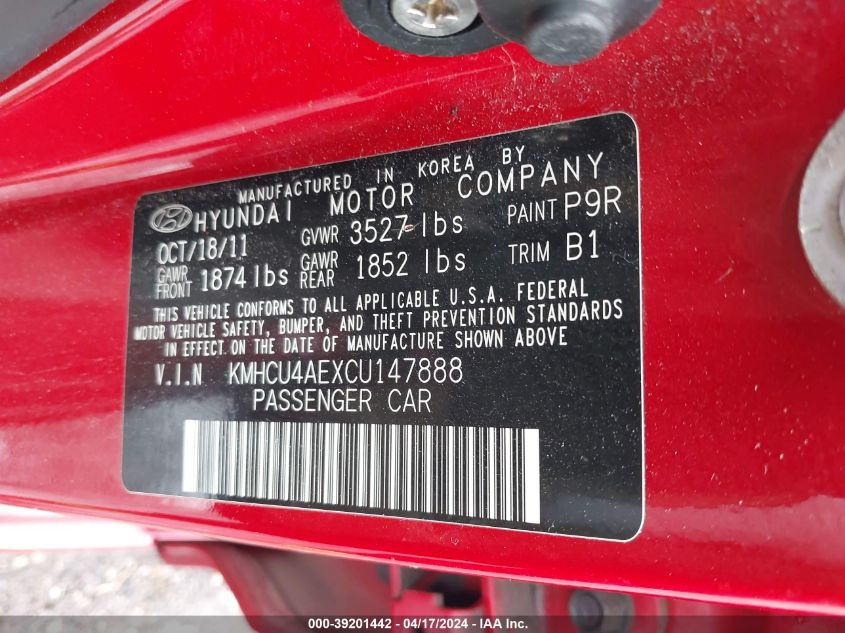 MANUFACTURED IN KOREA BY
HYUNDAI MOTOR COMPANY
OCT/18/11 GVWR 3527 lbs PAINT P9R
GAWR FRONT 1874 lbs GAWR REAR 1852 lbs TRIM B1
THIS VEHICLE CONFORMS TO ALL APPLICABLE U.S.A. FEDERAL
MOTOR VEHICLE SAFETY, BUMPER, AND THEFT PREVENTION STANDARDS
IN EFFECT ON THE DATE OF MANUFACTURE SHOWN ABOVE
V.I.N KMHCU4AEXCU147888
PASSENGER CAR
000-39201442 - 04/17/2024 - IAA Inc.